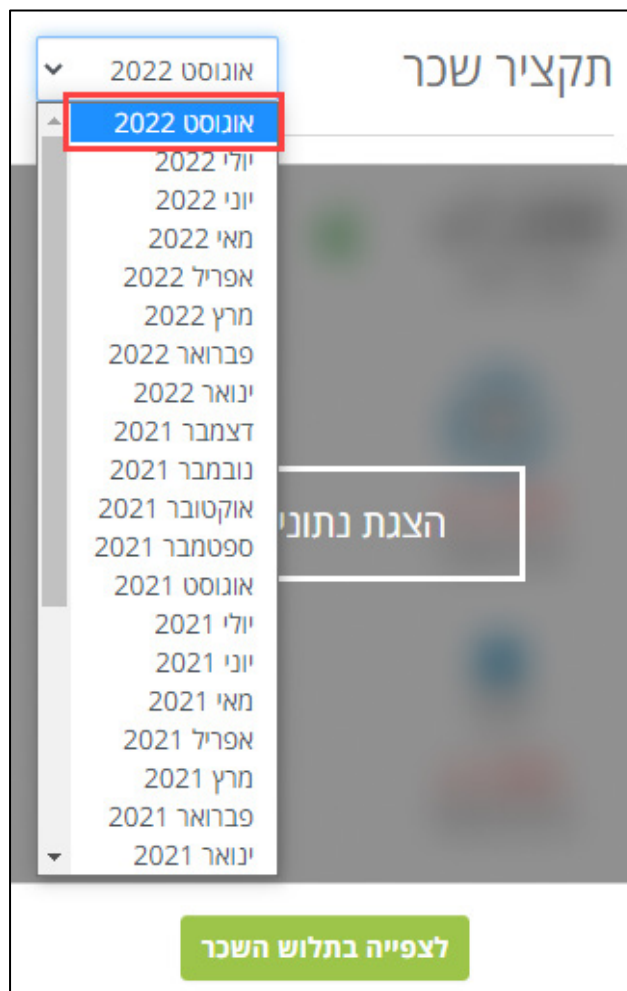 תקציר שכר
אוגוסט 2022
אוגוסט 2022
יולי 2022
יוני 2022
מאי 2022
אפריל 2022
מרץ 2022
פברואר 2022
ינואר 2022
דצמבר 2021
נובמבר 2021
אוקטובר 2021
ספטמבר 2021
אוגוסט 2021
יולי 2021
יוני 2021
מאי 2021
אפריל 2021
מרץ 2021
פברואר 2021
ינואר 2021
הצגת נתוני
לצפייה בתלוש השכר